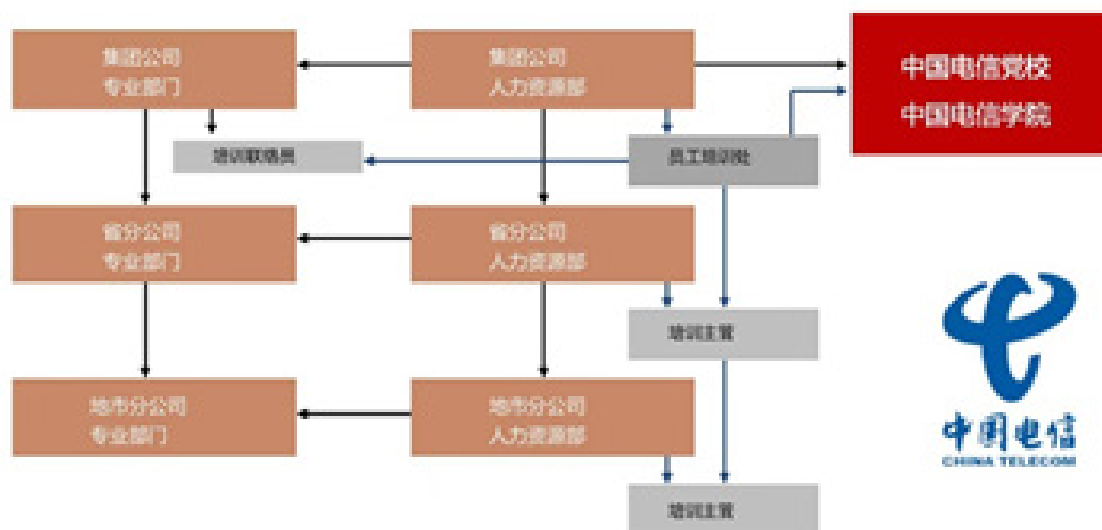 集团公司
专业部门
集团公司
人力资源部
中国电信党校
中国电信学院
培训联络员
员工培训处
省分公司
专业部门
省分公司
人力资源部
培训主管
地市分公司
专业部门
地市分公司
人力资源部
中国电信
CHINA TELECOM
培训主管